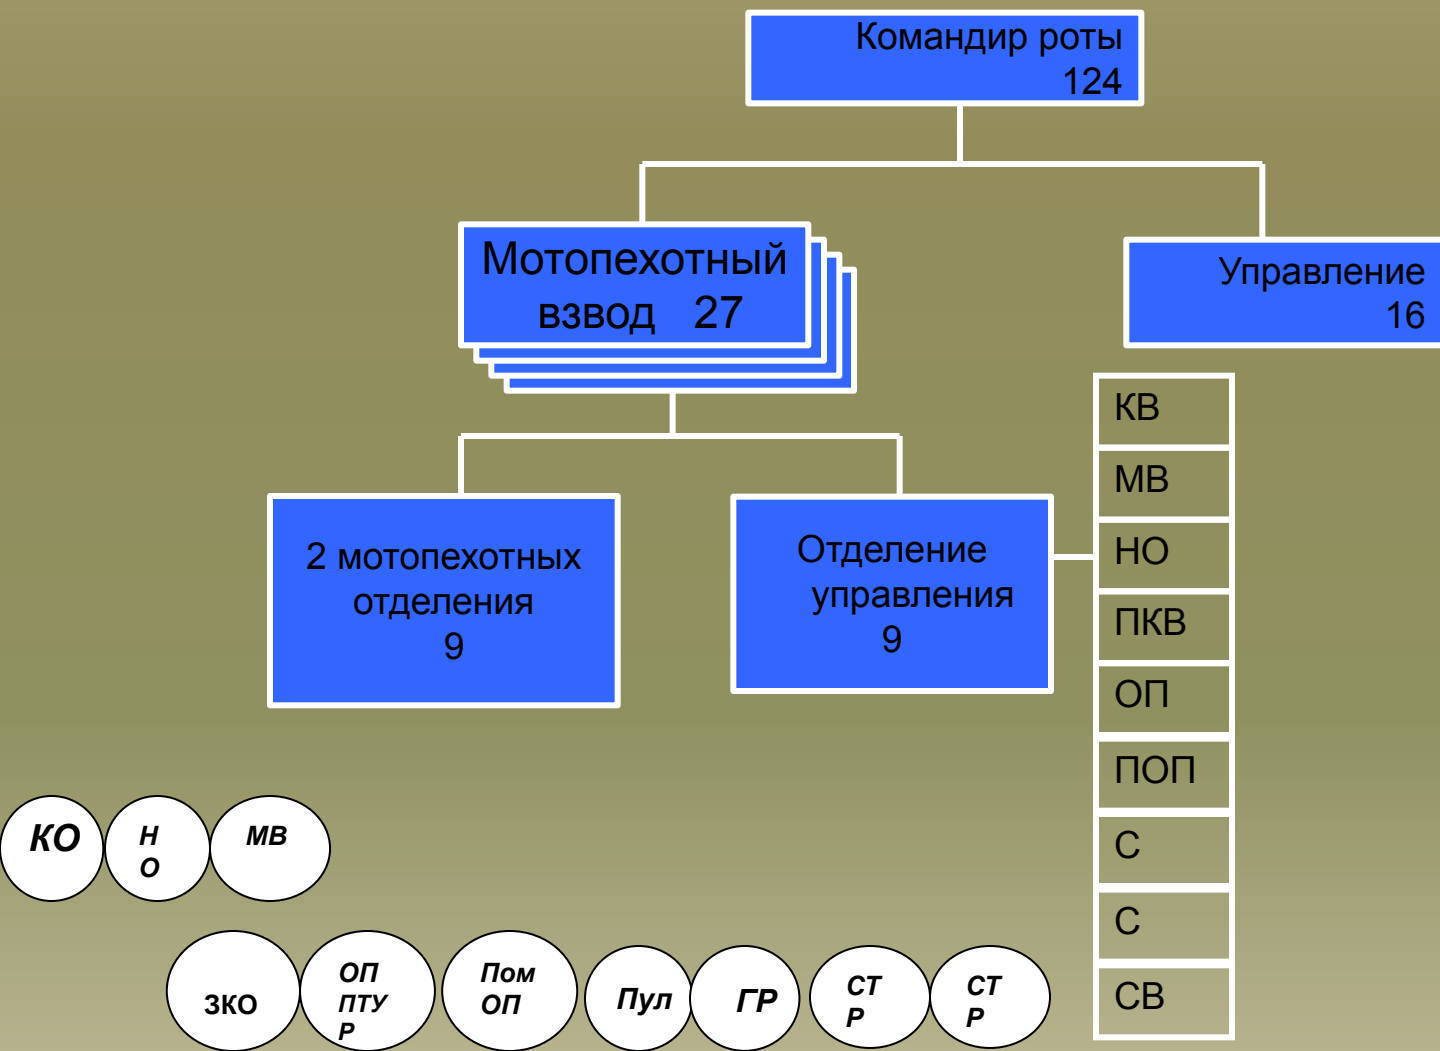 Командир роты
124
Мотопехотный
взвод 27
Управление
16
2 мотопехотных
отделения
9
Отделение
управления
9
КВ
МВ
НО
ПКВ
ОП
ПОП
С
С
СВ
КО
Н
О
МВ
ЗКО
ОП
ПТУ
Р
Пом
ОП
Пул
ГР
СТ
Р
СТ
Р